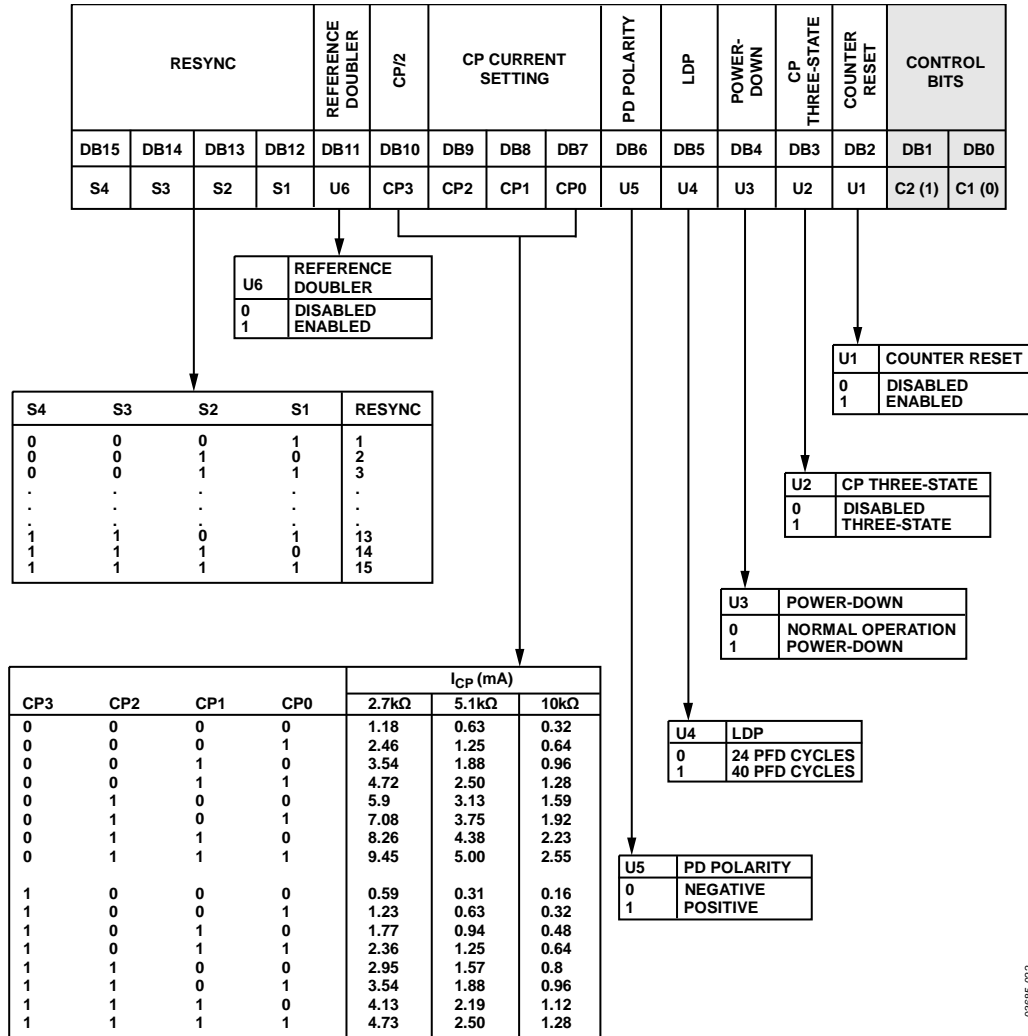 RESYNC
REFERENCE DOUBLER
CP/2
CP CURRENT SETTING
PD POLARITY
LDP
POWER-DOWN
CP THREE-STATE
COUNTER RESET
CONTROL BITS
DB15 DB14 DB13 DB12 DB11 DB10 DB9 DB8 DB7 DB6 DB5 DB4 DB3 DB2 DB1 DB0
S4 S3 S2 S1 U6 CP3 CP2 CP1 CP0 U5 U4 U3 U2 U1 C2 (1) C1 (0)
U6 REFERENCE DOUBLER
0 DISABLED
1 ENABLED
U1 COUNTER RESET
0 DISABLED
1 ENABLED
S4 S3 S2 S1 RESYNC
0 0 0 1 1
0 0 1 0 2
0 0 1 1 3
. . . . .
. . . . .
. . . . .
1 1 0 1 13
1 1 1 0 14
1 1 1 1 15
U2 CP THREE-STATE
0 DISABLED
1 THREE-STATE
U3 POWER-DOWN
0 NORMAL OPERATION
1 POWER-DOWN
ICP (mA)
CP3 CP2 CP1 CP0 2.7kΩ 5.1kΩ 10kΩ
0 0 0 0 1.18 0.63 0.32
0 0 0 1 2.46 1.25 0.64
0 0 1 0 3.54 1.88 0.96
0 0 1 1 4.72 2.50 1.28
0 1 0 0 5.9 3.13 1.59
0 1 0 1 7.08 3.75 1.92
0 1 1 0 8.26 4.38 2.23
0 1 1 1 9.45 5.00 2.55
1 0 0 0 0.59 0.31 0.16
1 0 0 1 1.23 0.63 0.32
1 0 1 0 1.77 0.94 0.48
1 0 1 1 2.36 1.25 0.64
1 1 0 0 2.95 1.57 0.8
1 1 0 1 3.54 1.88 0.96
1 1 1 0 4.13 2.19 1.12
1 1 1 1 4.73 2.50 1.28
U4 LDP
0 24 PFD CYCLES
1 40 PFD CYCLES
U5 PD POLARITY
0 NEGATIVE
1 POSITIVE